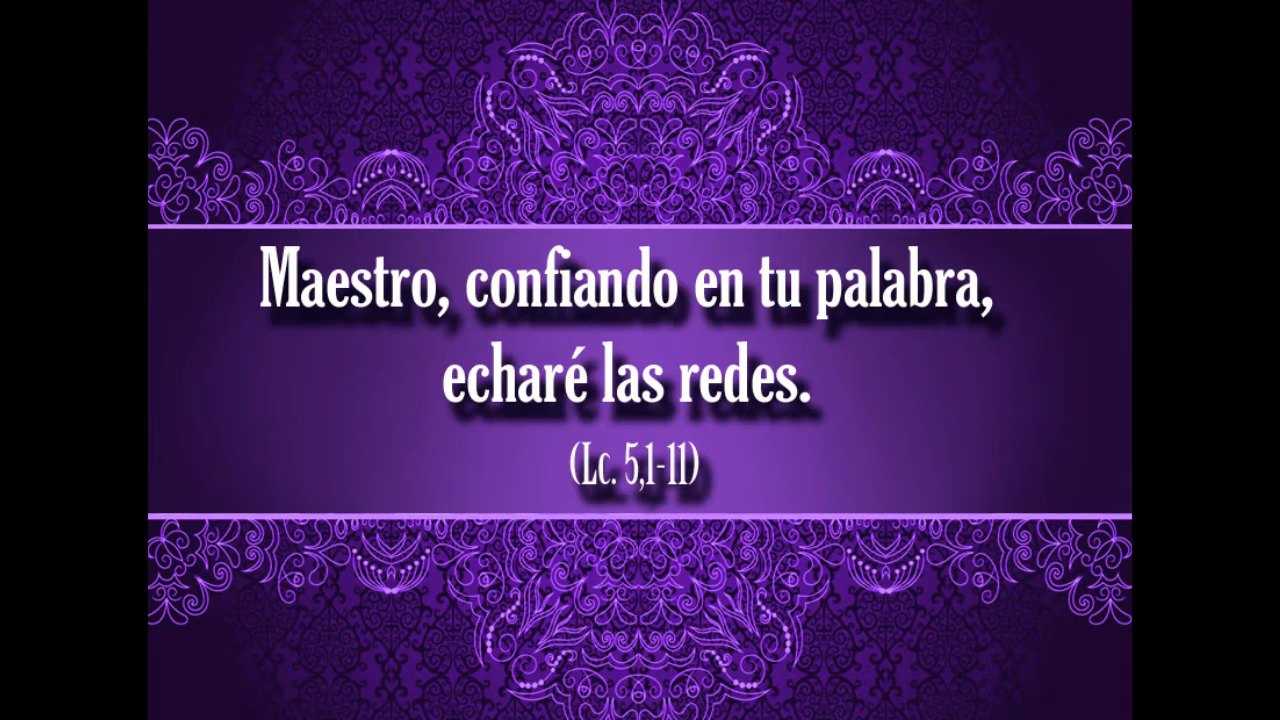 Maestro, confiando en tu palabra,
echaré las redes.
(Lc. 5,1-11)